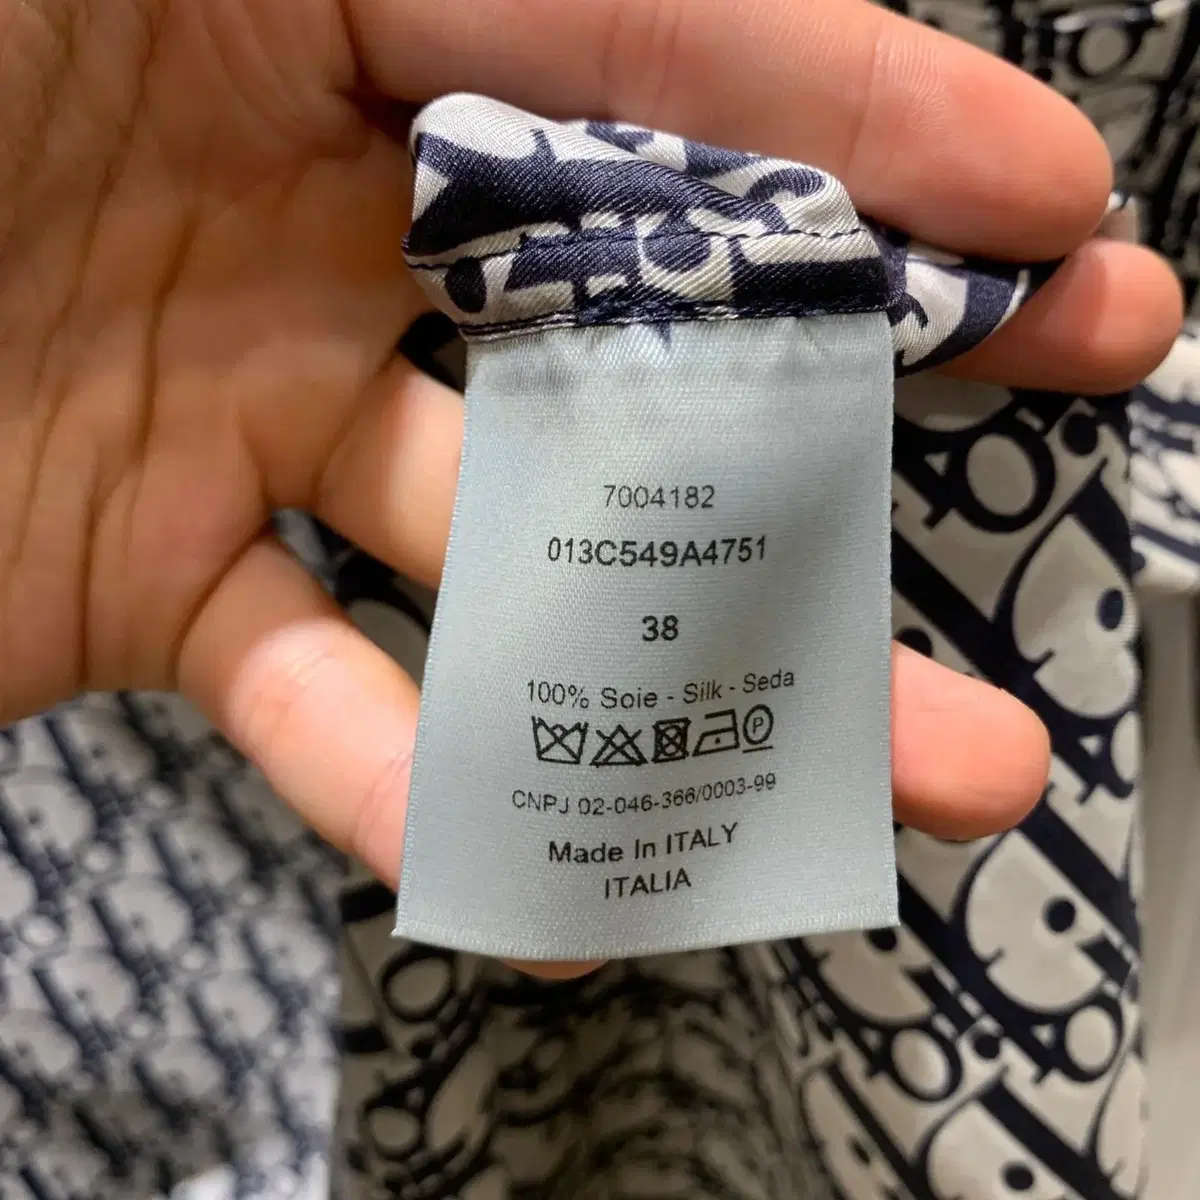 7004182
013C549A4751
38
100% Soie - Silk - Seda
P
CNPJ 02-046-366/0003-99
Made In ITALY
ITALIA